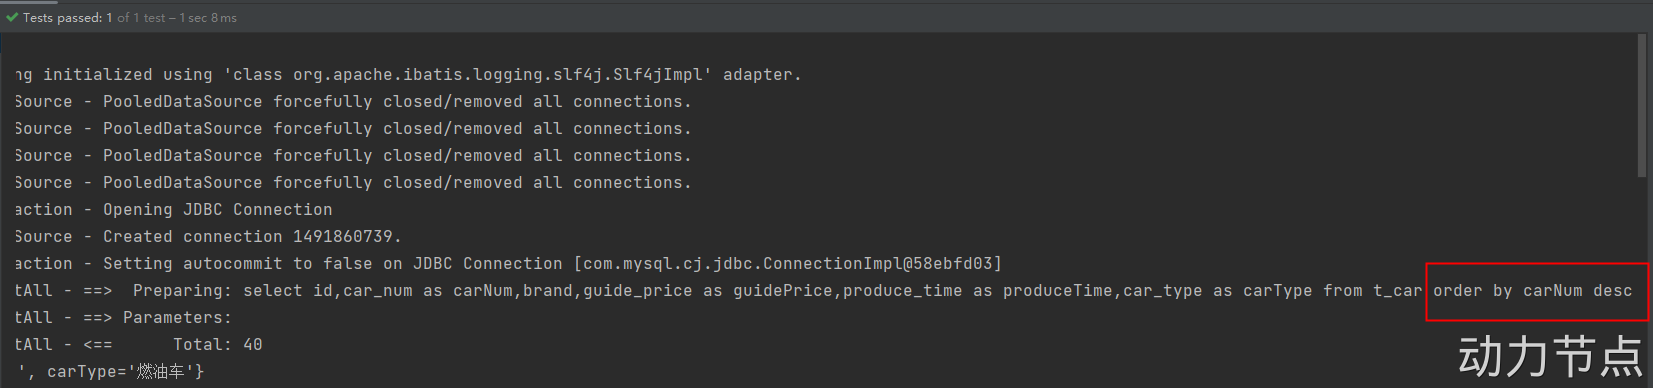 Tests passed: 1 of 1 test – 1 sec 8 ms
ng initialized using 'class org.apache.ibatis.logging.slf4j.Slf4jImpl' adapter.
Source - PooledDataSource forcefully closed/removed all connections.
Source - PooledDataSource forcefully closed/removed all connections.
Source - PooledDataSource forcefully closed/removed all connections.
Source - PooledDataSource forcefully closed/removed all connections.
action - Opening JDBC Connection
Source - Created connection 1491860739.
action - Setting autocommit to false on JDBC Connection [com.mysql.cj.jdbc.ConnectionImpl@58ebfd03]
tAll - ==>  Preparing: select id,car_num as carNum,brand,guide_price as guidePrice,produce_time as produceTime,car_type as carType from t_car order by carNum desc
tAll - ==> Parameters:
tAll - <==      Total: 40
', carType='燃油车'}
动力节点